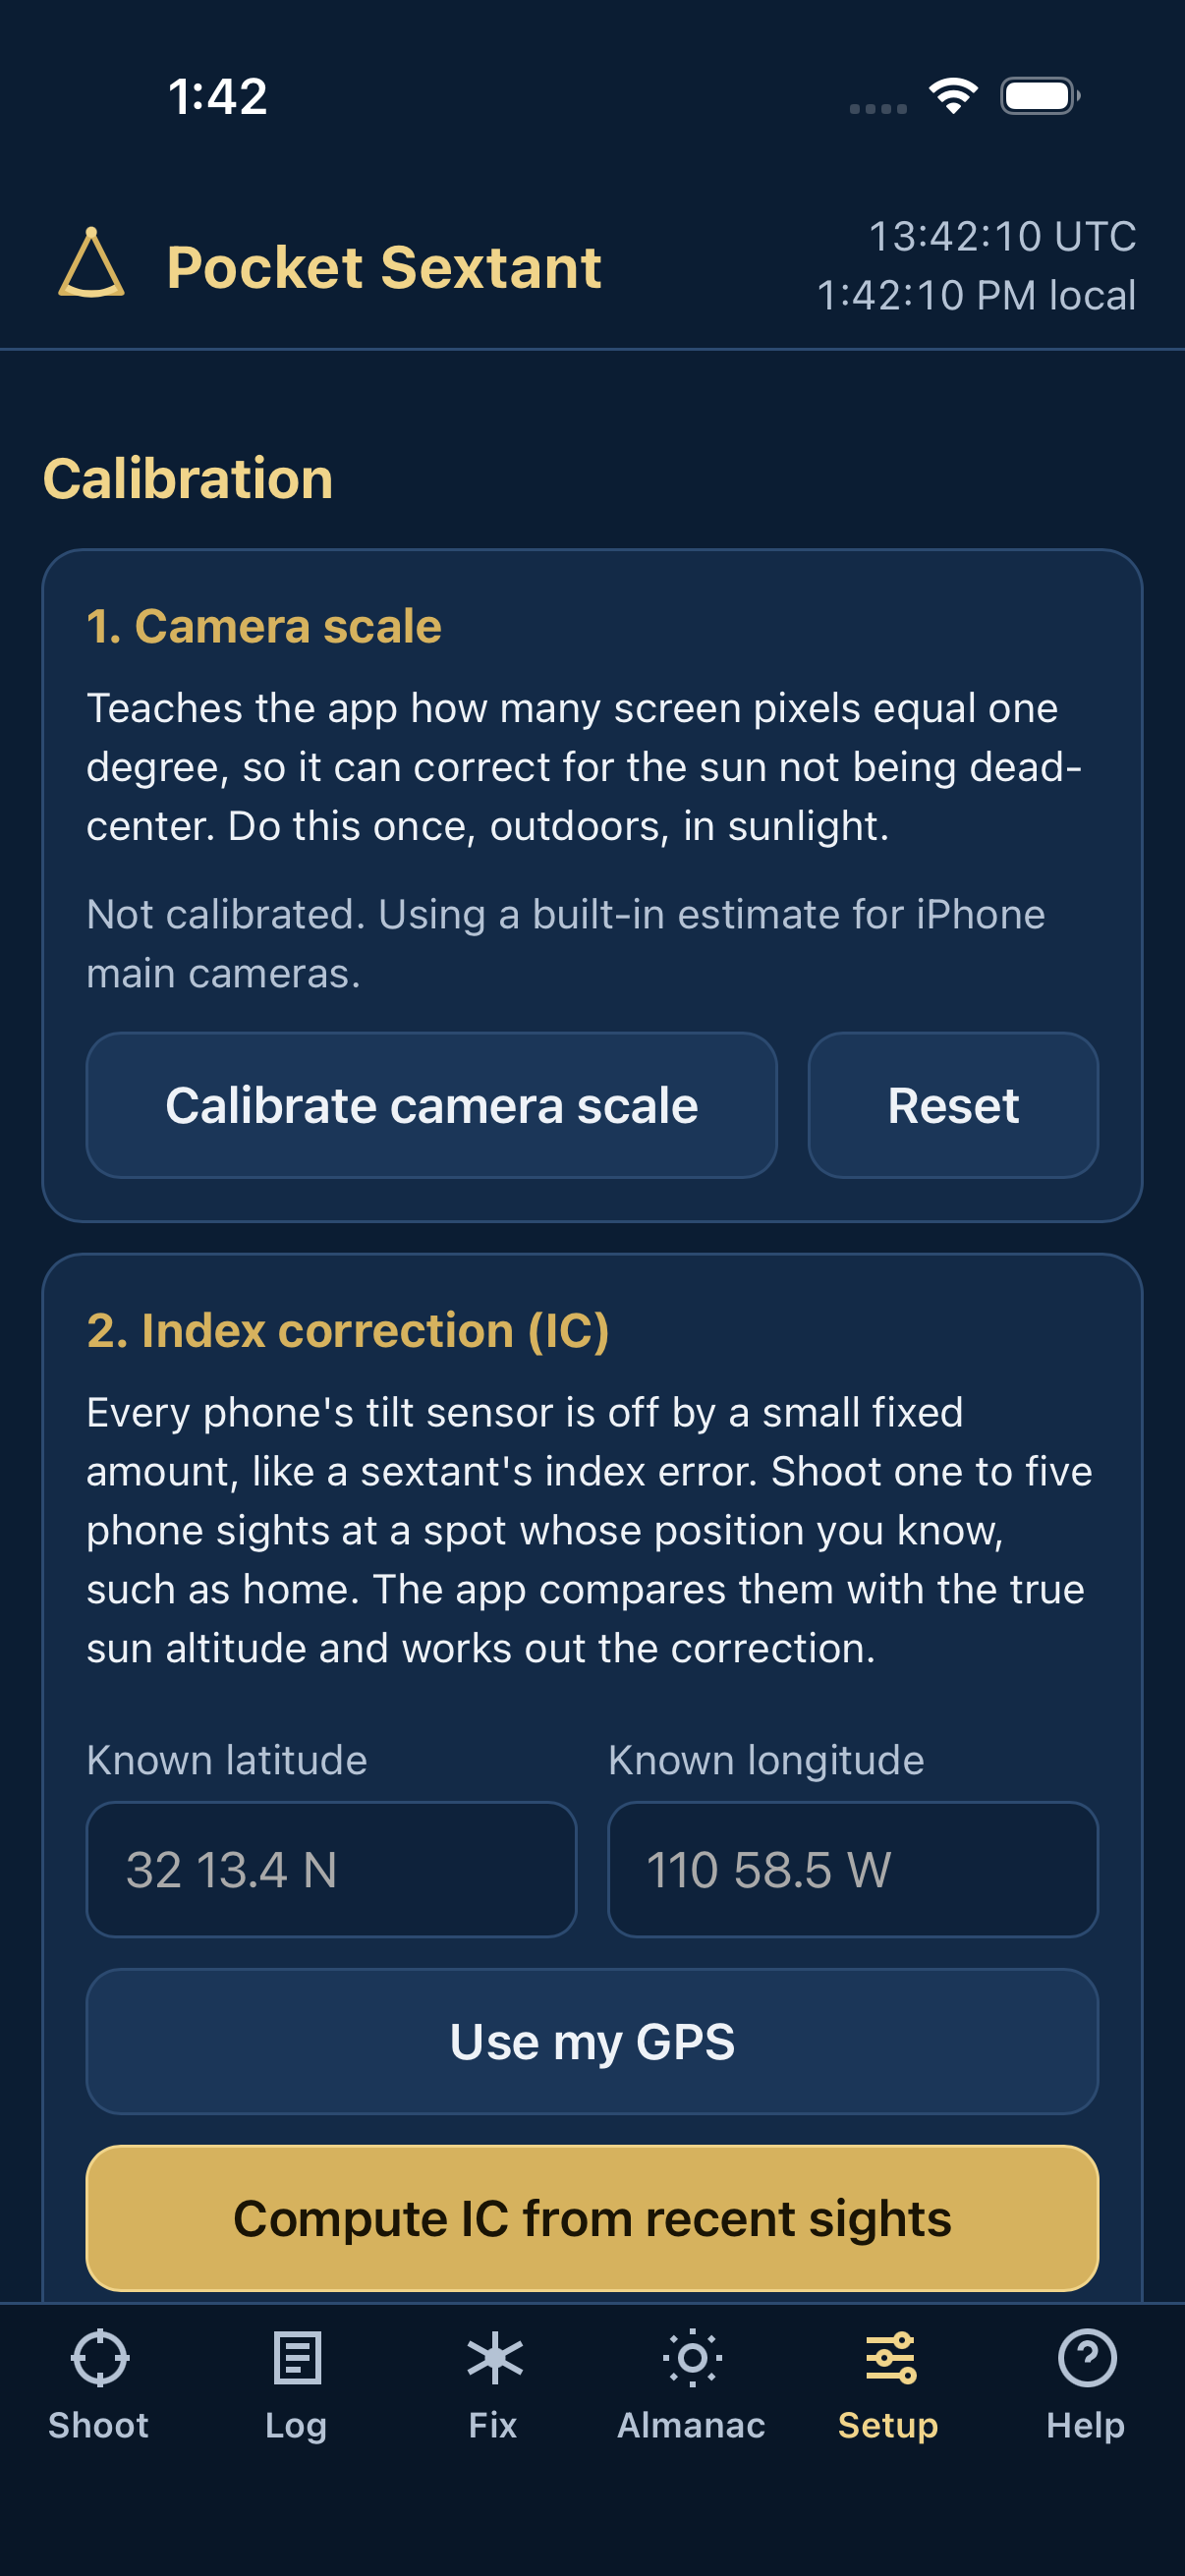 1:42
Pocket Sextant
13:42:10 UTC
1:42:10 PM local
Calibration
1. Camera scale
Teaches the app how many screen pixels equal one
degree, so it can correct for the sun not being dead-
center. Do this once, outdoors, in sunlight.
Not calibrated. Using a built-in estimate for iPhone
main cameras.
Calibrate camera scale
Reset
2. Index correction (IC)
Every phone's tilt sensor is off by a small fixed
amount, like a sextant's index error. Shoot one to five
phone sights at a spot whose position you know,
such as home. The app compares them with the true
sun altitude and works out the correction.
Known latitude
Known longitude
32 13.4 N
110 58.5 W
Use my GPS
Compute IC from recent sights
Shoot
Log
Fix
Almanac
Setup
Help